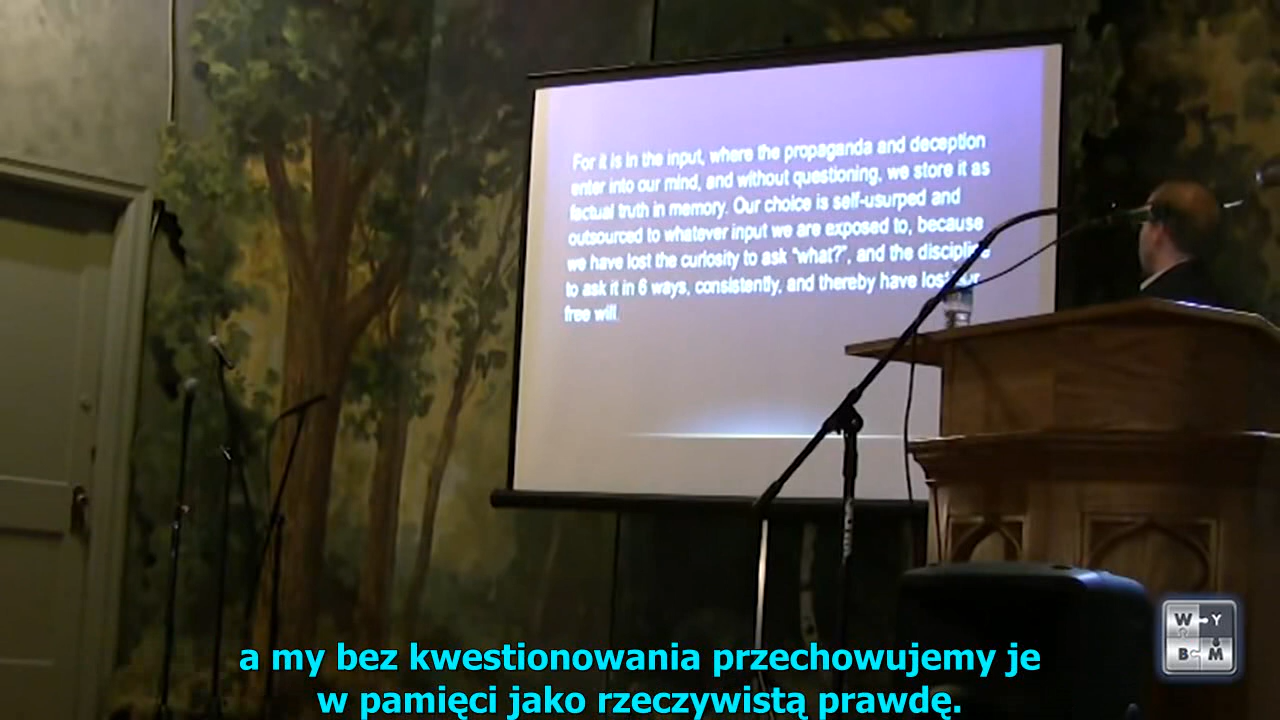 For it is in the input, where the propaganda and deception
enter into our mind, and without questioning, we store it as
factual truth in memory. Our choice is self-usurped and
outsourced to whatever input we are exposed to, because
we have lost the curiosity to ask "what?", and the discipline
to ask it in 6 ways, consistently, and thereby have lost our
free will.
W Y
B M
a my bez kwestionowania przechowujemy je
w pamięci jako rzeczywistą prawdę.